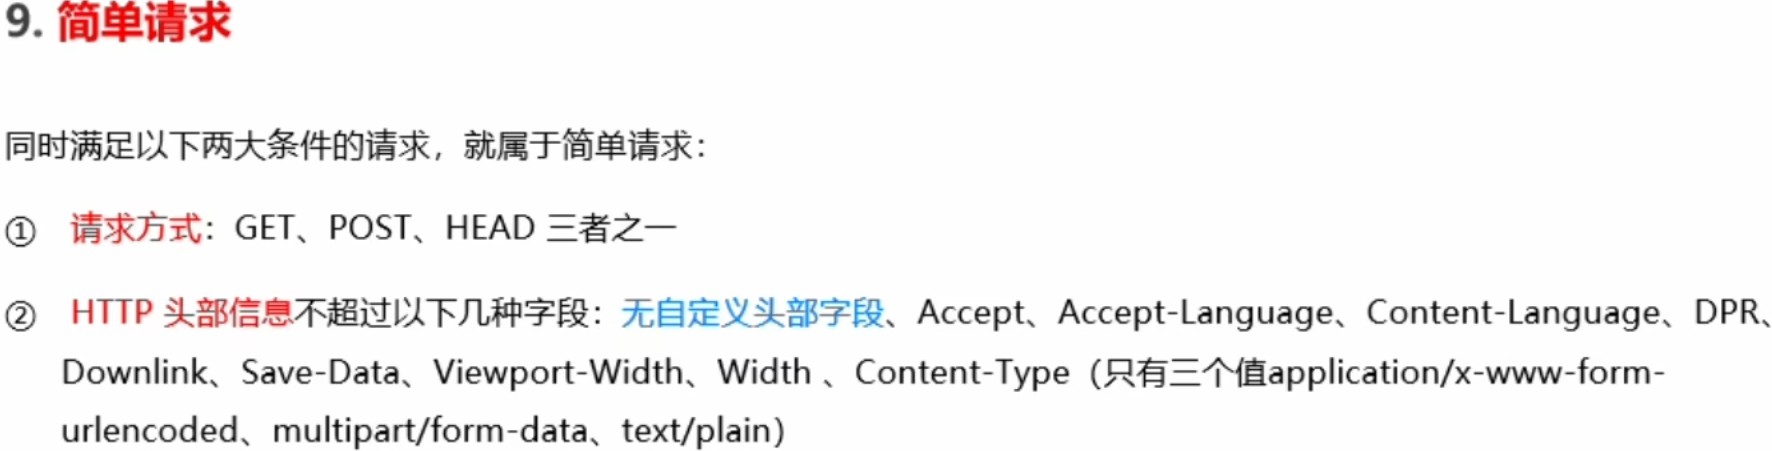 9. 简单请求
同时满足以下两大条件的请求，就属于简单请求：
① 请求方式：GET、POST、HEAD 三者之一
② HTTP 头部信息不超过以下几种字段：无自定义头部字段、Accept、Accept-Language、Content-Language、DPR、
Downlink、Save-Data、Viewport-Width、Width 、Content-Type（只有三个值application/x-www-form-
urlencoded、multipart/form-data、text/plain）